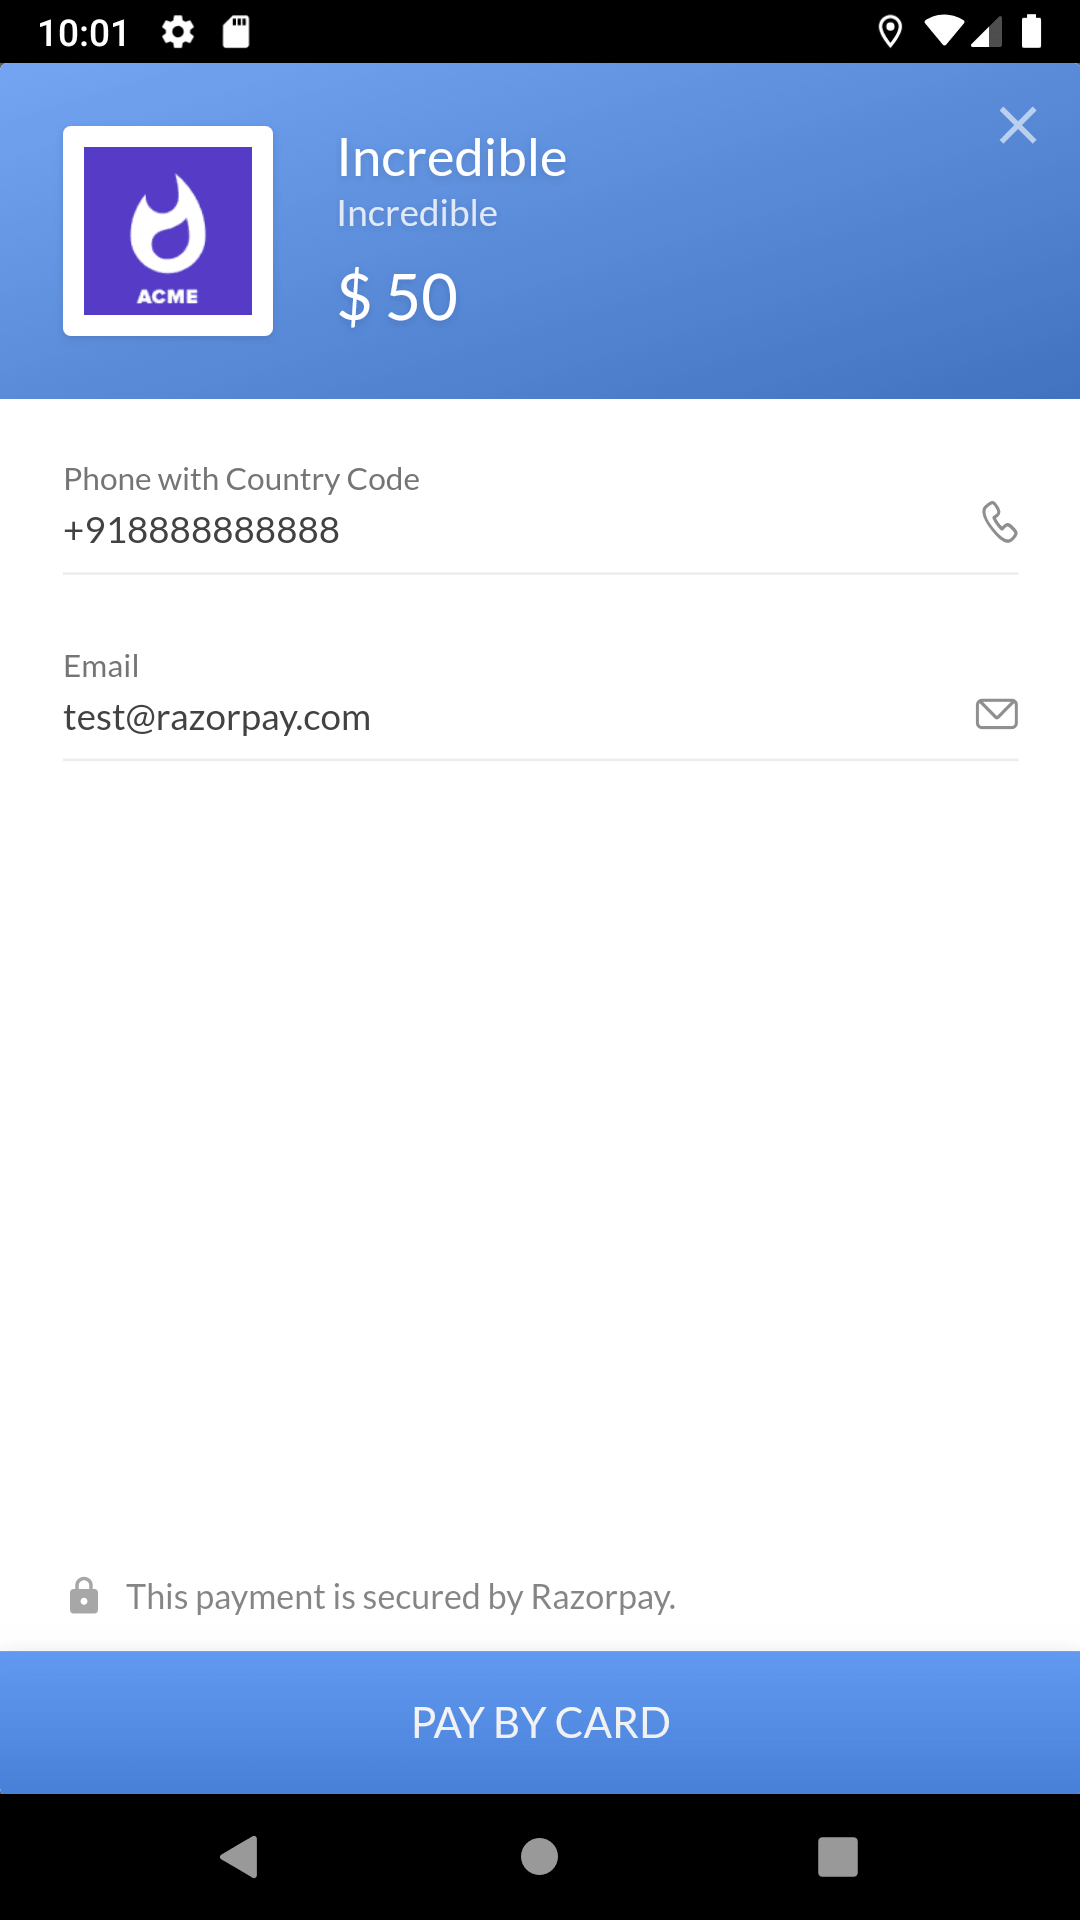 10:01
ACME
Incredible
Incredible
$ 50
Phone with Country Code
+918888888888
Email
test@razorpay.com
This payment is secured by Razorpay.
PAY BY CARD